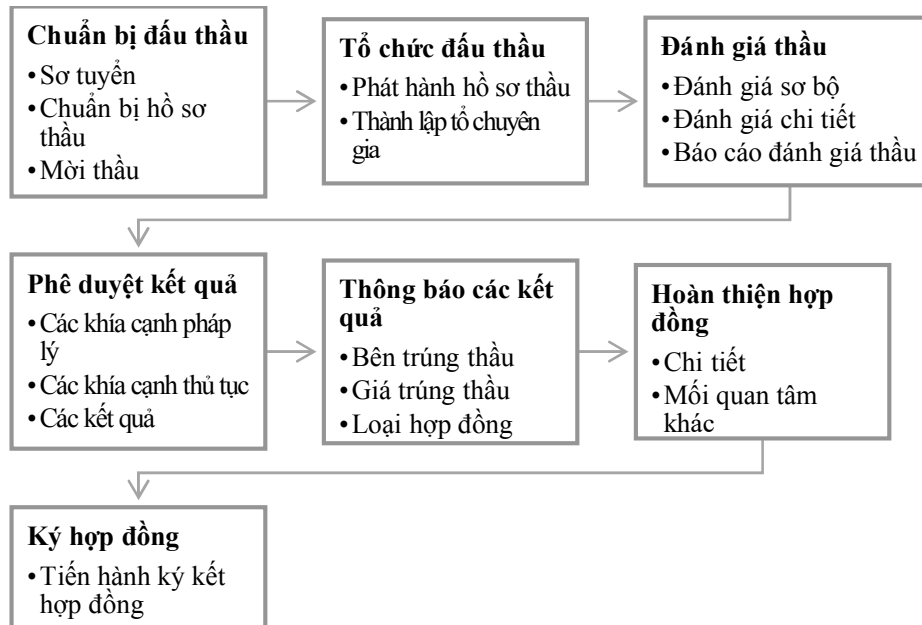 Chuẩn bị đấu thầu
•Sơ tuyển
•Chuẩn bị hồ sơ
thầu
•Mời thầu
Tổ chức đấu thầu
•Phát hành hồ sơ thầu
•Thành lập tổ chuyên
gia
Đánh giá thầu
•Đánh giá sơ bộ
•Đánh giá chi tiết
•Báo cáo đánh giá thầu
Phê duyệt kết quả
•Các khía cạnh pháp
lý
•Các khía cạnh thủ tục
•Các kết quả
Thông báo các kết
quả
•Bên trúng thầu
•Giá trúng thầu
•Loại hợp đồng
Hoàn thiện hợp
đồng
•Chi tiết
•Mối quan tâm
khác
Ký hợp đồng
•Tiến hành ký kết
hợp đồng